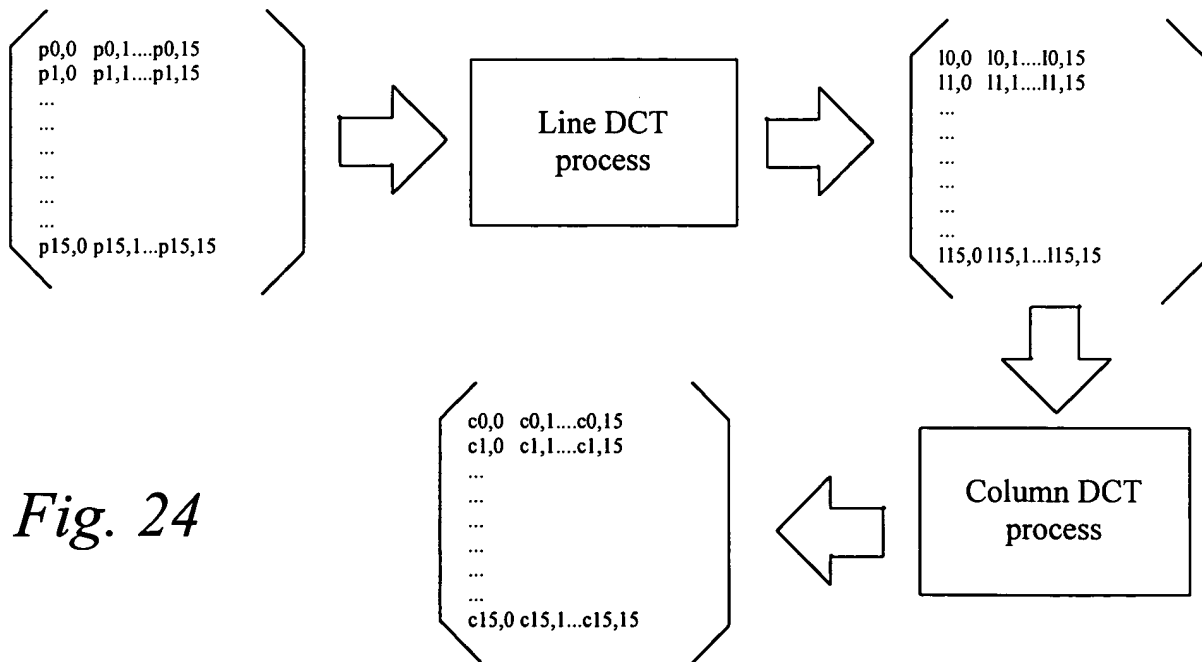 p0,0 p0,1....p0,15
p1,0 p1,1....p1,15
...
...
...
...
...
...
p15,0 p15,1...p15,15
Line DCT
process
l0,0 l0,1....l0,15
l1,0 l1,1....l1,15
...
...
...
...
...
...
l15,0 l15,1...l15,15
Column DCT
process
c0,0 c0,1....c0,15
c1,0 c1,1....c1,15
...
...
...
...
...
...
c15,0 c15,1...c15,15
Fig. 24